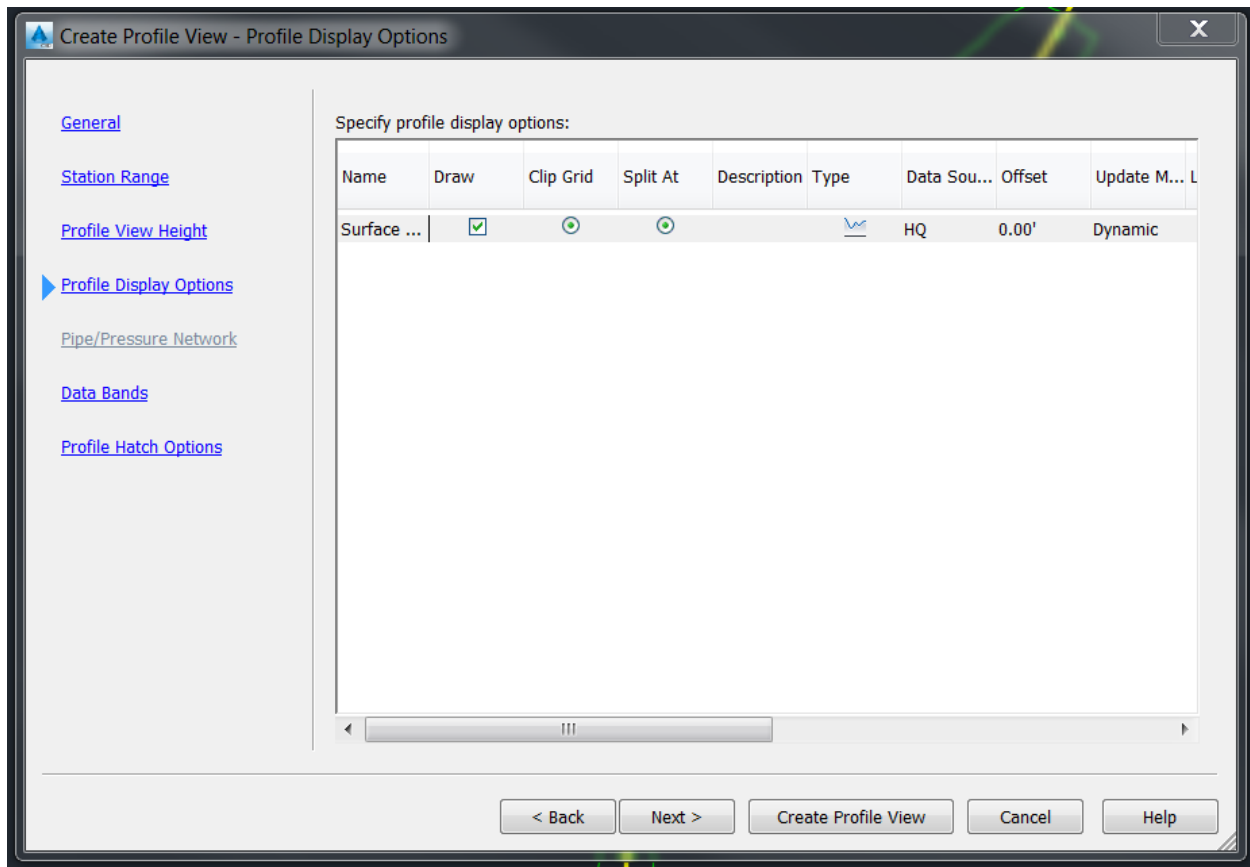 Create Profile View - Profile Display Options
X
General
Station Range
Profile View Height
Profile Display Options
Pipe/Pressure Network
Data Bands
Profile Hatch Options
Specify profile display options:
Name Draw Clip Grid Split At Description Type Data Sou... Offset Update M... L
Surface ... HQ 0.00' Dynamic
< Back Next > Create Profile View Cancel Help